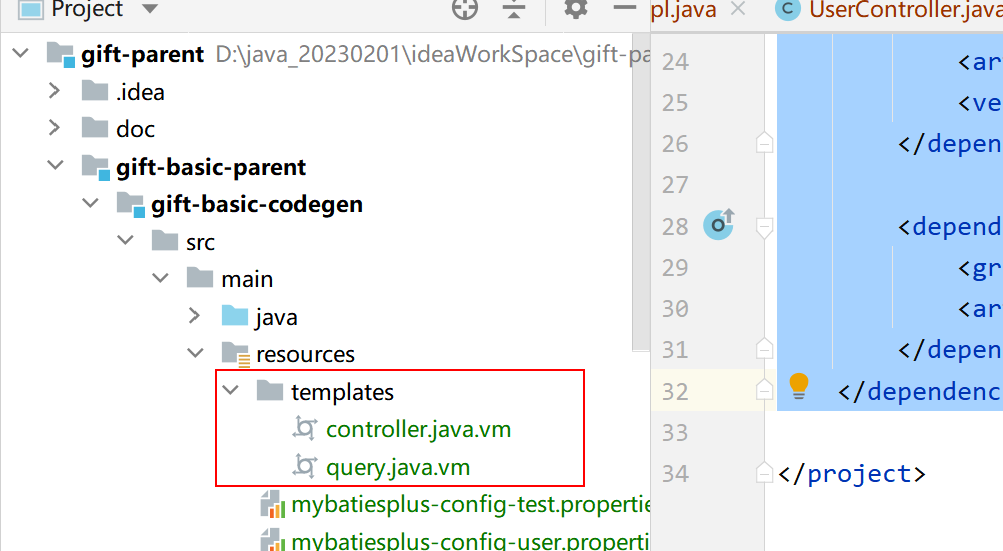 Project
gift-parent D:\java_20230201\ideaWorkSpace\gift-pa
.idea
doc
gift-basic-parent
gift-basic-codegen
src
main
java
resources
templates
controller.java.vm
query.java.vm
mybatiesplus-config-test.propertie
mybatiesplus-config-user.properti
pl.java
C UserController.java
24 <ar
25 <ve
26 </depen
27
28 <depend
29 <gr
30 <ar
31 </depen
32 </dependenc
33
34 </project>